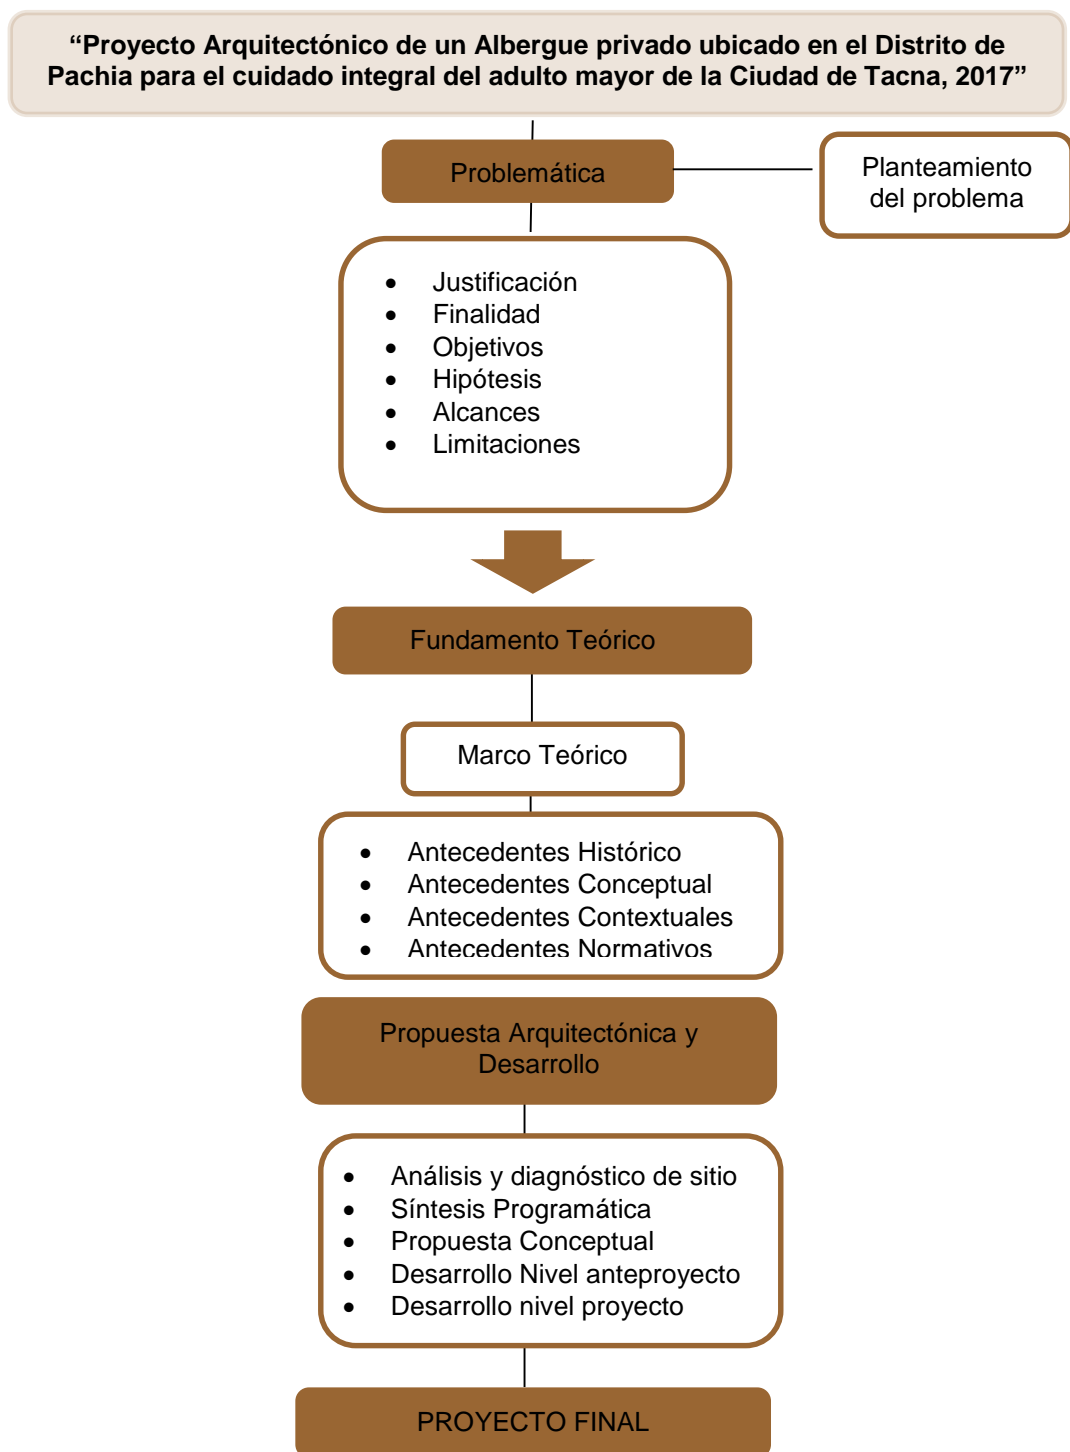 “Proyecto Arquitectónico de un Albergue privado ubicado en el Distrito de
Pachia para el cuidado integral del adulto mayor de la Ciudad de Tacna, 2017”
Problemática
Planteamiento
del problema
• Justificación
• Finalidad
• Objetivos
• Hipótesis
• Alcances
• Limitaciones
Fundamento Teórico
Marco Teórico
• Antecedentes Histórico
• Antecedentes Conceptual
• Antecedentes Contextuales
• Antecedentes Normativos
Propuesta Arquitectónica y
Desarrollo
• Análisis y diagnóstico de sitio
• Síntesis Programática
• Propuesta Conceptual
• Desarrollo Nivel anteproyecto
• Desarrollo nivel proyecto
PROYECTO FINAL